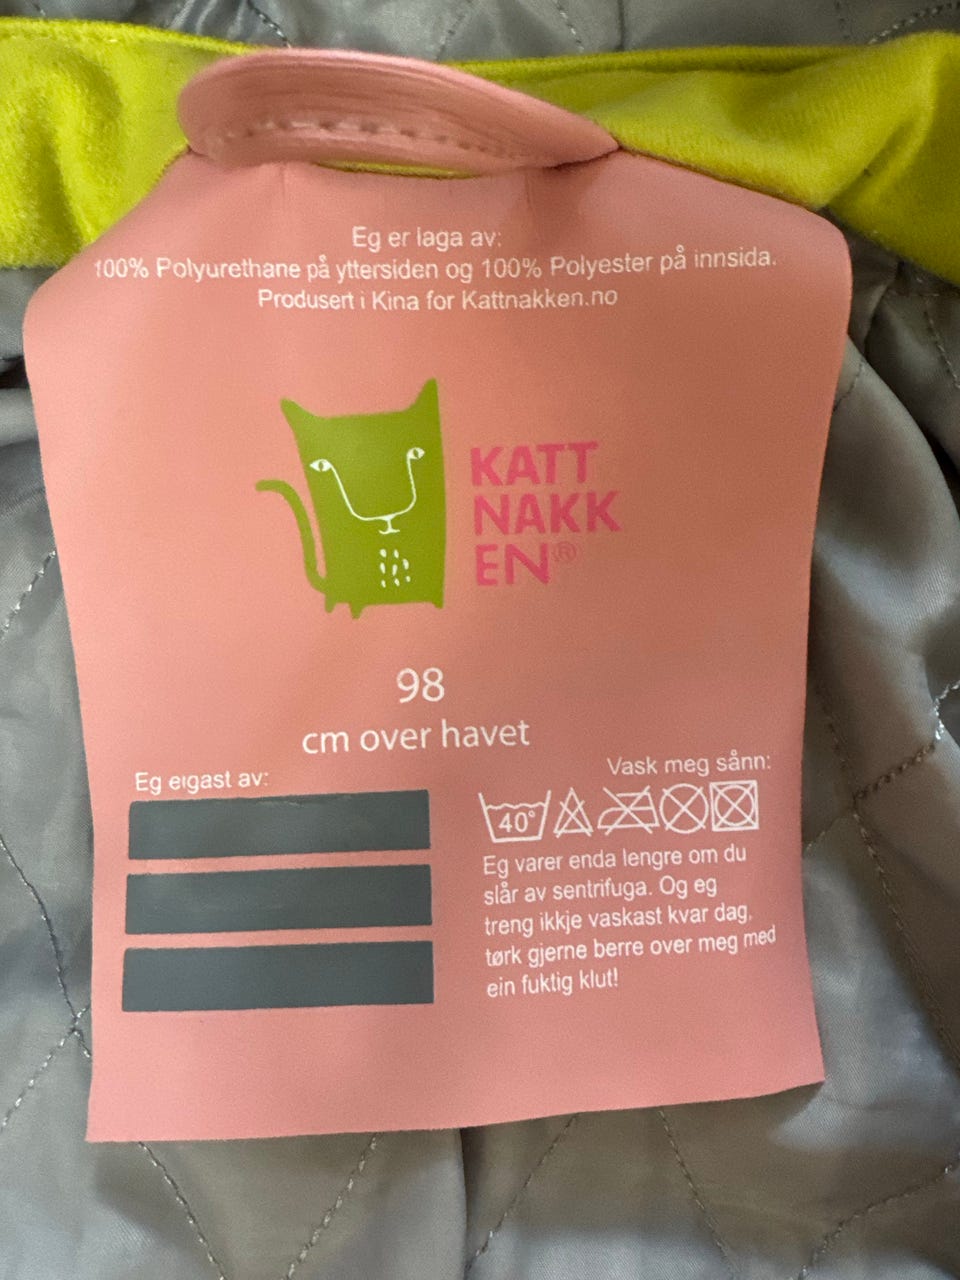 Eg er laga av:
100% Polyurethane på yttersiden og 100% Polyester på innsida.
Produsert i Kina for Kattnakken.no
KATT
NAKK
EN®
98
cm over havet
Eg eigast av:
Vask meg sånn:
40°
Eg varer enda lengre om du
slår av sentrifuga. Og eg
treng ikkje vaskast kvar dag,
tørk gjerne berre over meg med
ein fuktig klut!